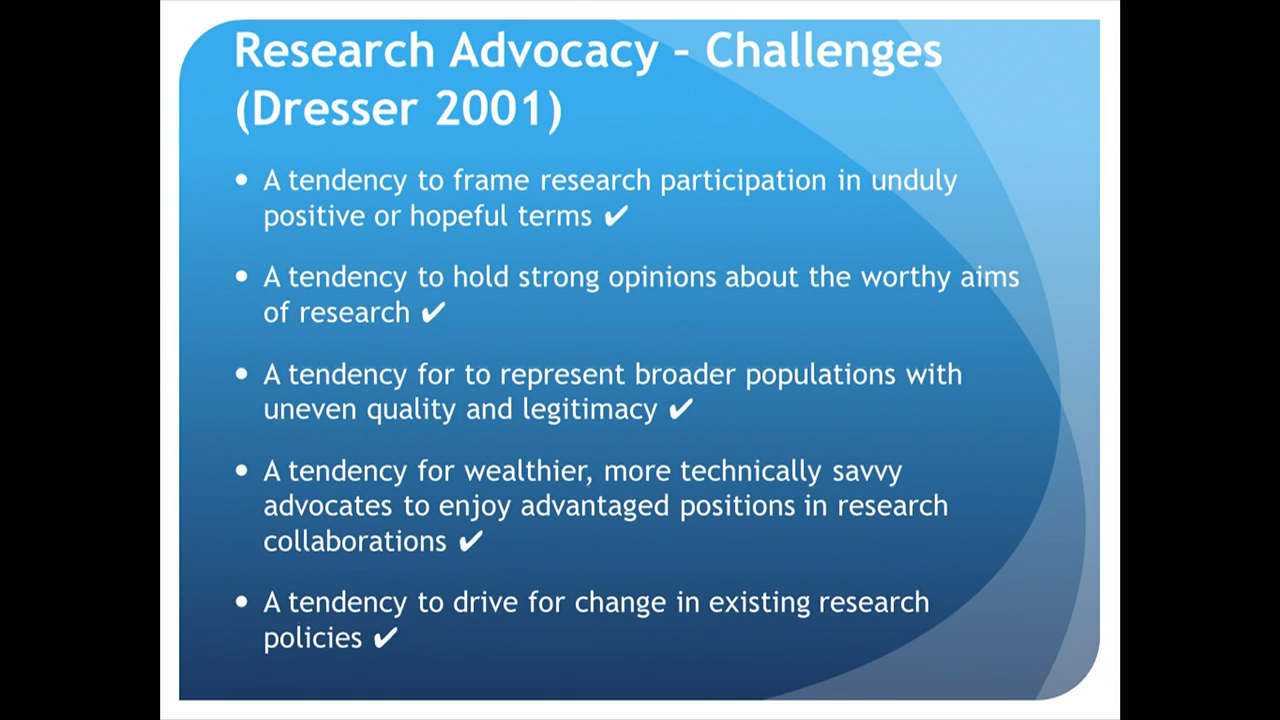 Research Advocacy – Challenges
(Dresser 2001)
• A tendency to frame research participation in unduly
positive or hopeful terms ✔
• A tendency to hold strong opinions about the worthy aims
of research ✔
• A tendency for to represent broader populations with
uneven quality and legitimacy ✔
• A tendency for wealthier, more technically savvy
advocates to enjoy advantaged positions in research
collaborations ✔
• A tendency to drive for change in existing research
policies ✔